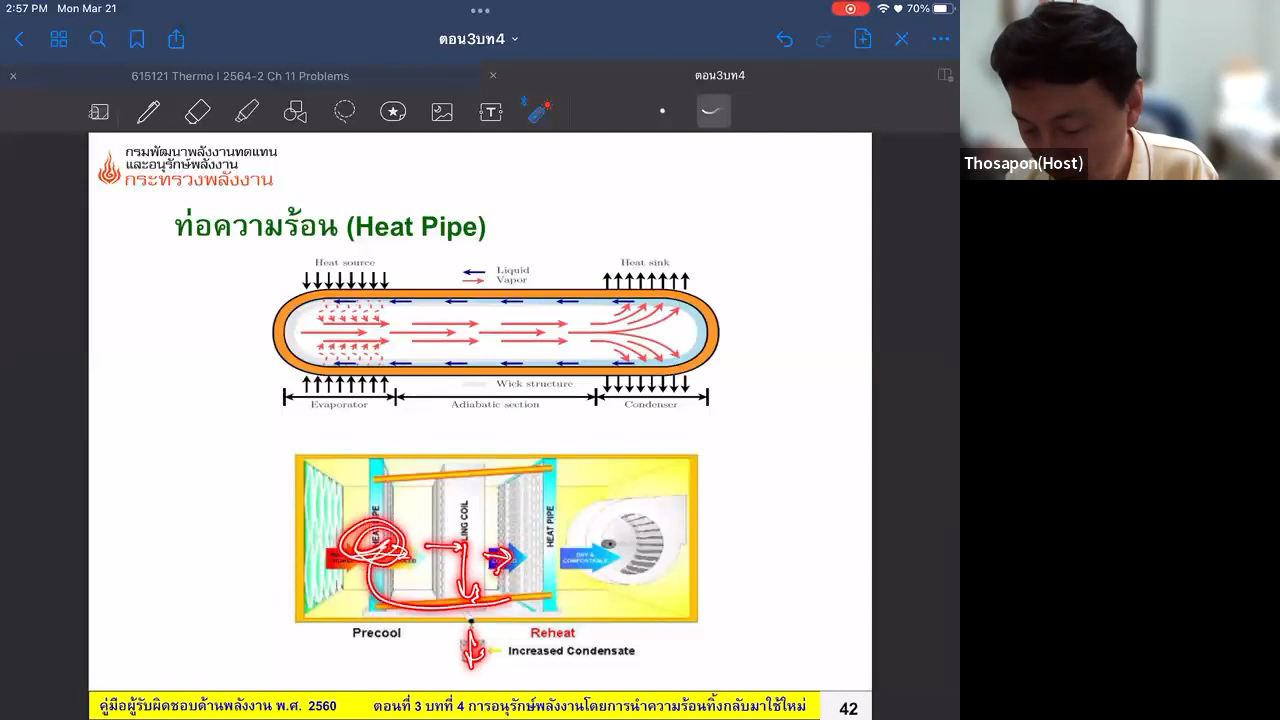 2:57 PM Mon Mar 21
70%
ตอน3บท4
615121 Thermo I 2564-2 Ch 11 Problems
ตอน3บท4
Thosapon(Host)
กรมพัฒนาพลังงานทดแทน
และอนุรักษ์พลังงาน
กระทรวงพลังงาน
ท่อความร้อน (Heat Pipe)
Heat source
Liquid
Vapor
Heat sink
Wick structure
Evaporator
Adiabatic section
Condenser
HEAT PIPE
DRY &
COMFORTABLE
Precool
Reheat
Increased Condensate
คู่มือผู้รับผิดชอบด้านพลังงาน พ.ศ. 2560
ตอนที่ 3 บทที่ 4 การอนุรักษ์พลังงานโดยการนำความร้อนทิ้งกลับมาใช้ใหม่
42